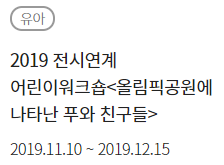 유아
2019 전시연계
어린이워크숍<올림픽공원에
나타난 푸와 친구들>
2019.11.10 ~ 2019.12.15